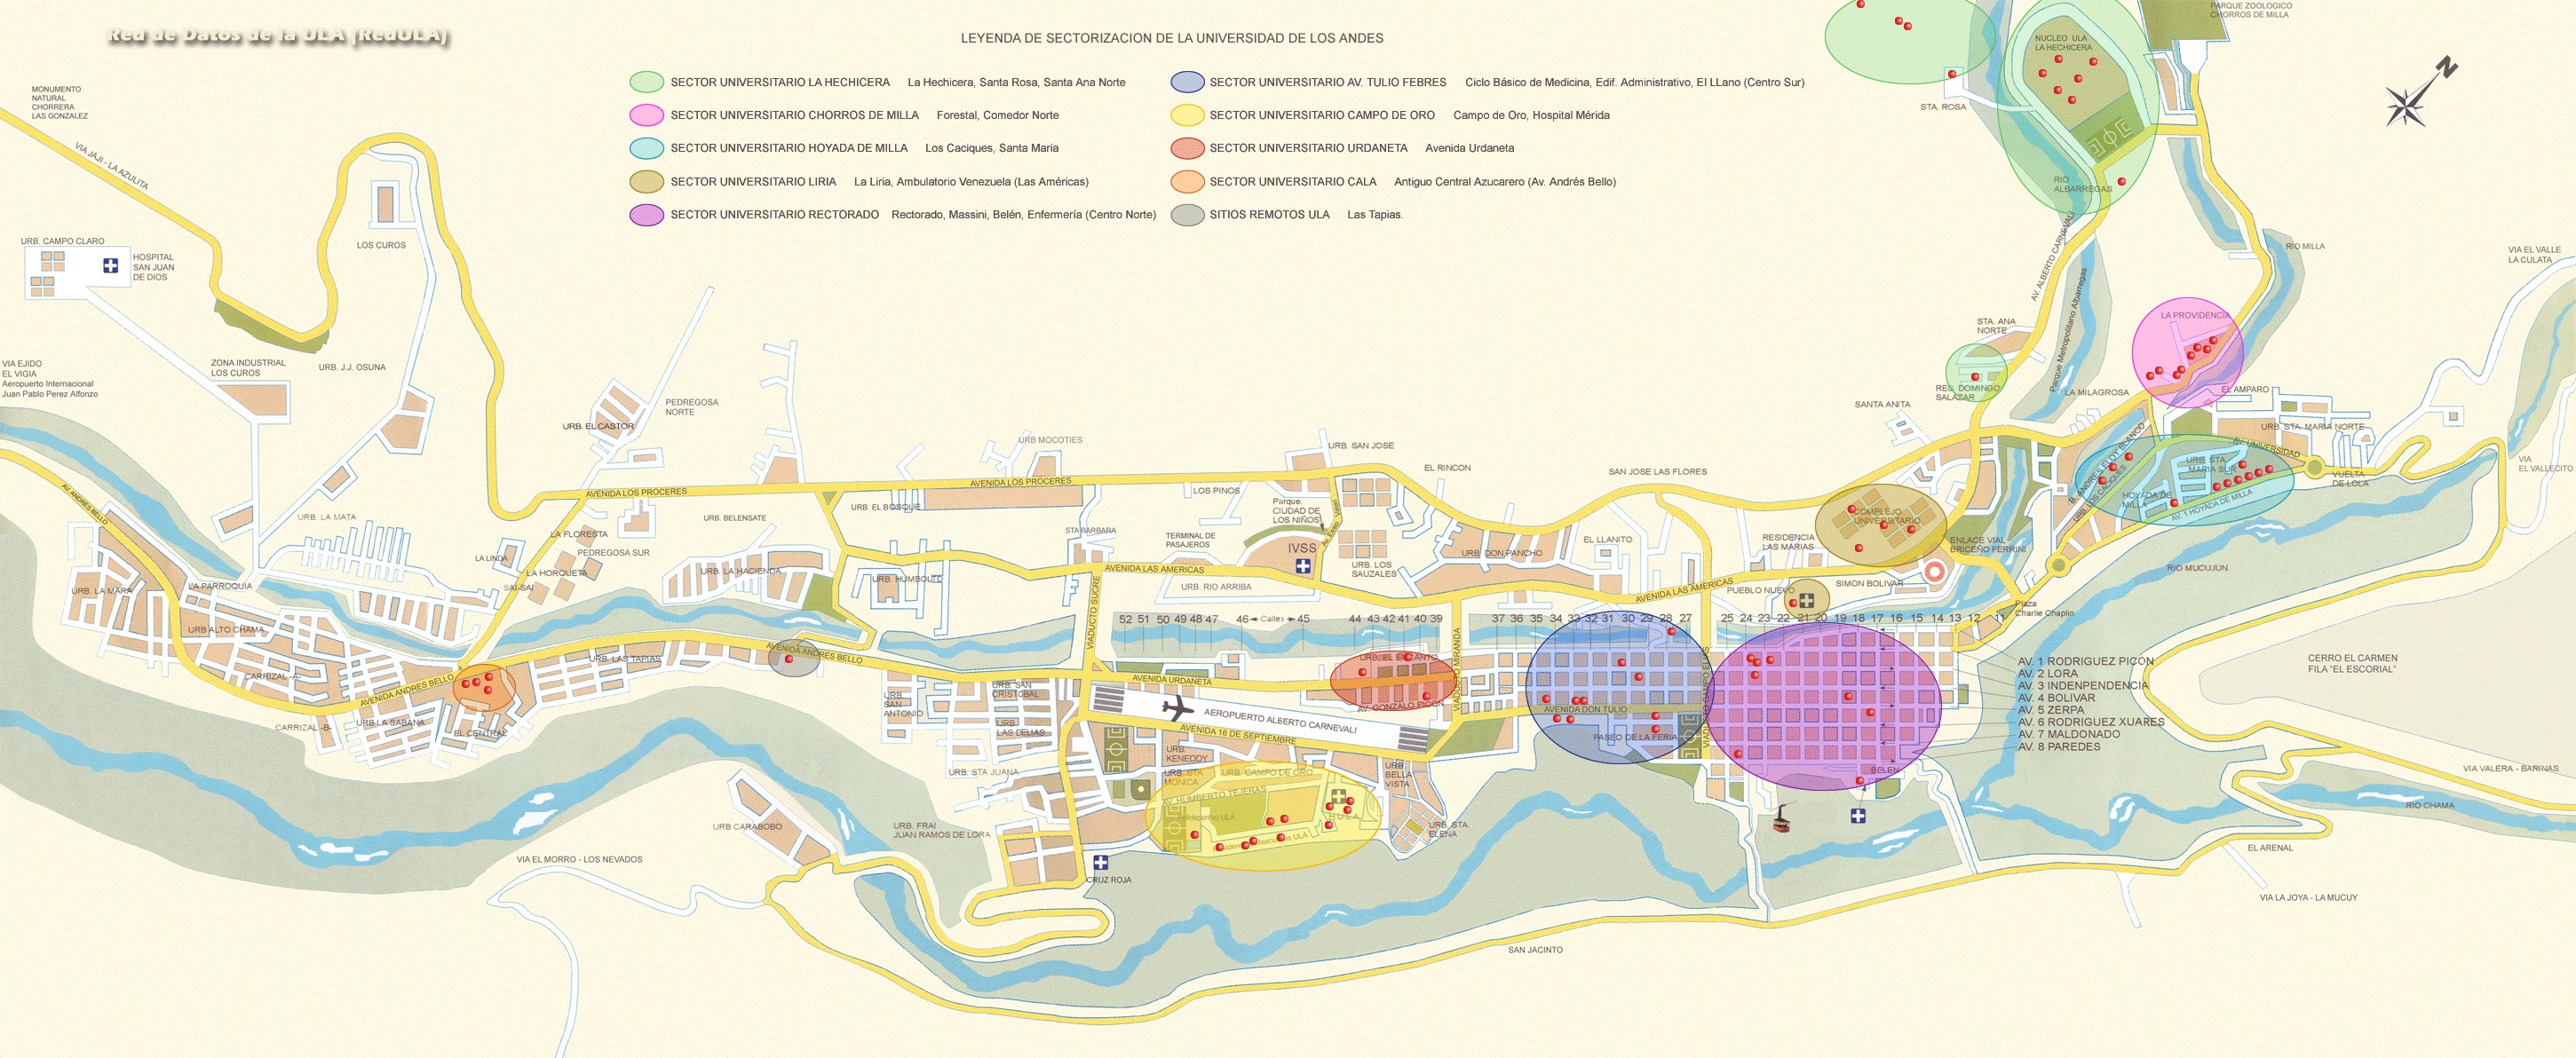 Red de Datos de la ULA (RedULA)
LEYENDA DE SECTORIZACION DE LA UNIVERSIDAD DE LOS ANDES
SECTOR UNIVERSITARIO LA HECHICERA La Hechicera, Santa Rosa, Santa Ana Norte
SECTOR UNIVERSITARIO CHORROS DE MILLA Forestal, Comedor Norte
SECTOR UNIVERSITARIO HOYADA DE MILLA Los Caciques, Santa Maria
SECTOR UNIVERSITARIO LIRIA La Liria, Ambulatorio Venezuela (Las Américas)
SECTOR UNIVERSITARIO RECTORADO Rectorado, Massini, Belén, Enfermería (Centro Norte)
SECTOR UNIVERSITARIO AV. TULIO FEBRES Ciclo Básico de Medicina, Edif. Administrativo, El LLano (Centro Sur)
SECTOR UNIVERSITARIO CAMPO DE ORO Campo de Oro, Hospital Mérida
SECTOR UNIVERSITARIO URDANETA Avenida Urdaneta
SECTOR UNIVERSITARIO CALA Antiguo Central Azucarero (Av. Andrés Bello)
SITIOS REMOTOS ULA Las Tapias.
PARQUE ZOOLOGICO
CHORROS DE MILLA
NUCLEO ULA
LA HECHICERA
N
STA. ROSA
RIO
ALBARREGAS
AV. ALBERTO CARNEVALI
Parque Metropolitano Albarregas
RIO MILLA
VIA EL VALLE
LA CULATA
MONUMENTO
NATURAL
CHORRERA
LAS GONZALEZ
VIA JAJI - LA AZULITA
LOS CUROS
URB. CAMPO CLARO
HOSPITAL
SAN JUAN
DE DIOS
VIA EJIDO
EL VIGIA
Aeropuerto Internacional
Juan Pablo Perez Alfonzo
ZONA INDUSTRIAL
LOS CUROS
URB. J.J. OSUNA
URB. EL CASTOR
PEDREGOSA
NORTE
URB MOCOTIES
URB. SAN JOSE
EL RINCON
SAN JOSE LAS FLORES
SANTA ANITA
STA. ANA
NORTE
RES. DOMINGO
SALAZAR
LA PROVIDENCIA
LA MILAGROSA
EL AMPARO
URB. STA. MARIA NORTE
AV. UNIVERSIDAD
VUELTA
DE LOLA
VIA
EL VALLECITO
URB. STA.
MARIA SUR
HOYADA DE
MILLA
AV. 1 HOYADA DE MILLA
URB. LOS CACIQUES
B. ANDRES ELOY BLANCO
AVENIDA LOS PROCERES
AVENIDA LOS PROCERES
AV. ANDRES BELLO
URB. LA MATA
LA FLORESTA
PEDREGOSA SUR
LA LINDA
LA HORQUETA
SAI-SAI
URB. BELENSATE
URB. EL BOSQUE
URB. LA HACIENDA
URB. HUMBOLTD
STA BARBARA
LOS PINOS
TERMINAL DE
PASAJEROS
Parque.
CIUDAD DE
LOS NIÑOS
IVSS
URB. LOS
SAUZALES
URB. DON PANCHO
EL LLANITO
RESIDENCIA
LAS MARIAS
COMPLEJO
UNIVERSITARIO
ENLACE VIAL
BRICEÑO FERRINI
SIMON BOLIVAR
PUEBLO NUEVO
RIO MUCUJUN
Plaza
Charlie Chaplin
AVENIDA LAS AMERICAS
AVENIDA LAS AMERICAS
URB. RIO ARRIBA
VIADUCTO SUCRE
52 51 50 49 48 47 46 Calles 45 44 43 42 41 40 39 37 36 35 34 33 32 31 30 29 28 27 25 24 23 22 21 20 19 18 17 16 15 14 13 12 11
LA PARROQUIA
URB. LA MARA
URB ALTO CHAMA
CARRIZAL -A-
CARRIZAL -B-
AVENIDA ANDRES BELLO
URB LA SABANA
EL CENTRAL
URB. LAS TAPIAS
AVENIDA ANDRES BELLO
URB.
SAN
ANTONIO
URB. SAN
CRISTOBAL
URB.
LAS DELIAS
URB. STA JUANA
AVENIDA URDANETA
URB. EL ENCANTO
AV. GONZALO PICON
VIADUCTO MIRANDA
AEROPUERTO ALBERTO CARNEVALI
AVENIDA 16 DE SEPTIEMBRE
AVENIDA DON TULIO
PASEO DE LA FERIA
VIADUCTO CAMPO ELIAS
BELEN
AV. 1 RODRIGUEZ PICON
AV. 2 LORA
AV. 3 INDENPENDENCIA
AV. 4 BOLIVAR
AV. 5 ZERPA
AV. 6 RODRIGUEZ XUARES
AV. 7 MALDONADO
AV. 8 PAREDES
CERRO EL CARMEN
FILA "EL ESCORIAL"
URB.
KENEDDY
URB. STA
MONICA
URB. CAMPO DE ORO
AV. HUMBERTO TEJERAS
Polideportivo ULA
H.U.L.A.
URB.
BELLA
VISTA
URB. STA.
ELENA
CRUZ ROJA
URB CARABOBO
URB. FRAI
JUAN RAMOS DE LORA
VIA EL MORRO - LOS NEVADOS
SAN JACINTO
VIA VALERA - BARINAS
RIO CHAMA
EL ARENAL
VIA LA JOYA - LA MUCUY